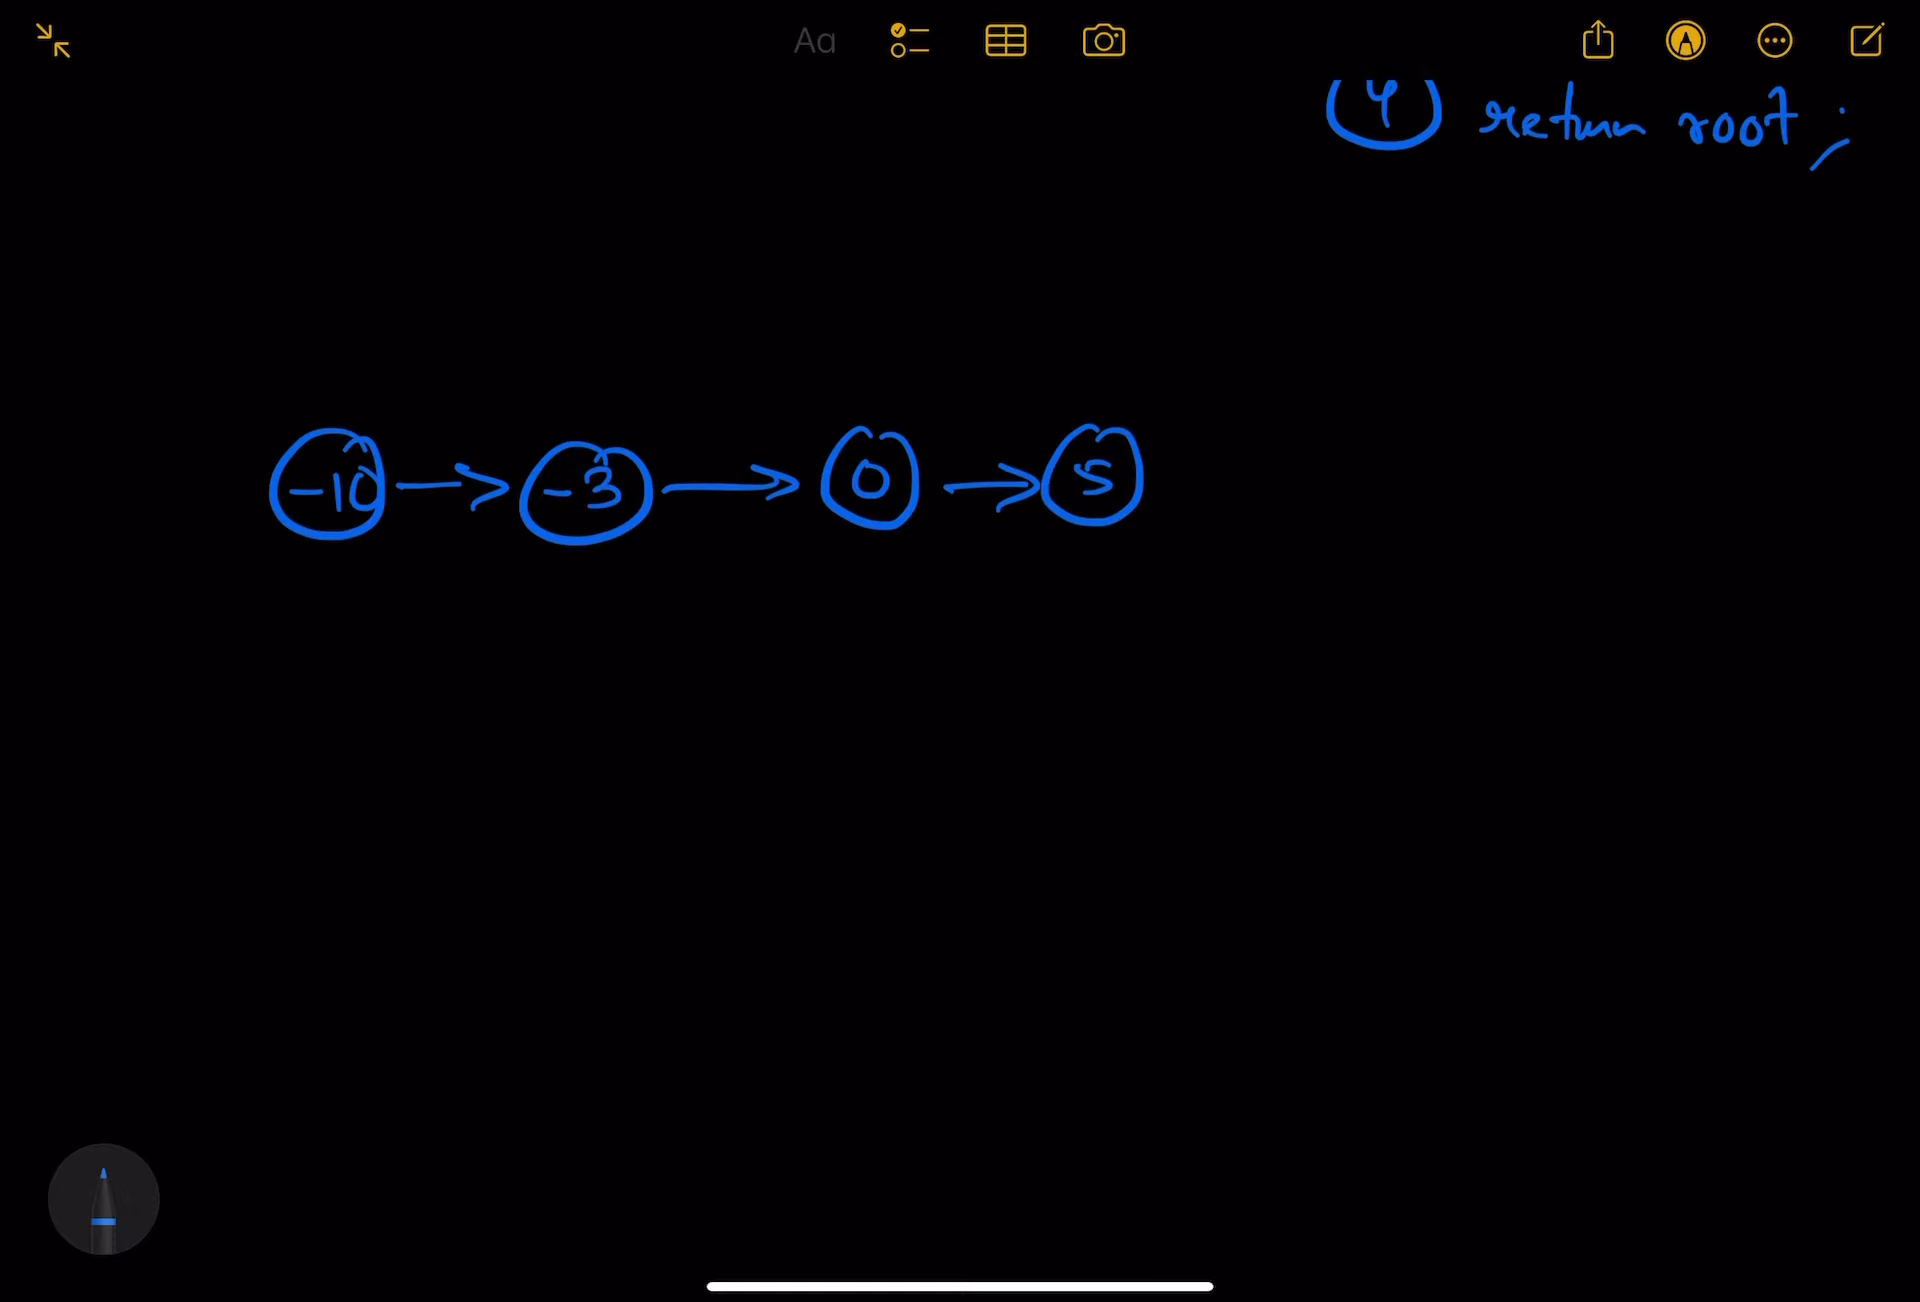 Aa
(4) return root;
-10 → -3 → 0 → 5